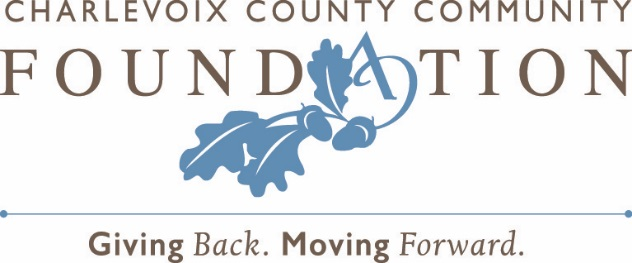 CHARLEVOIX COUNTY COMMUNITY
FOUNDATION
Giving Back. Moving Forward.